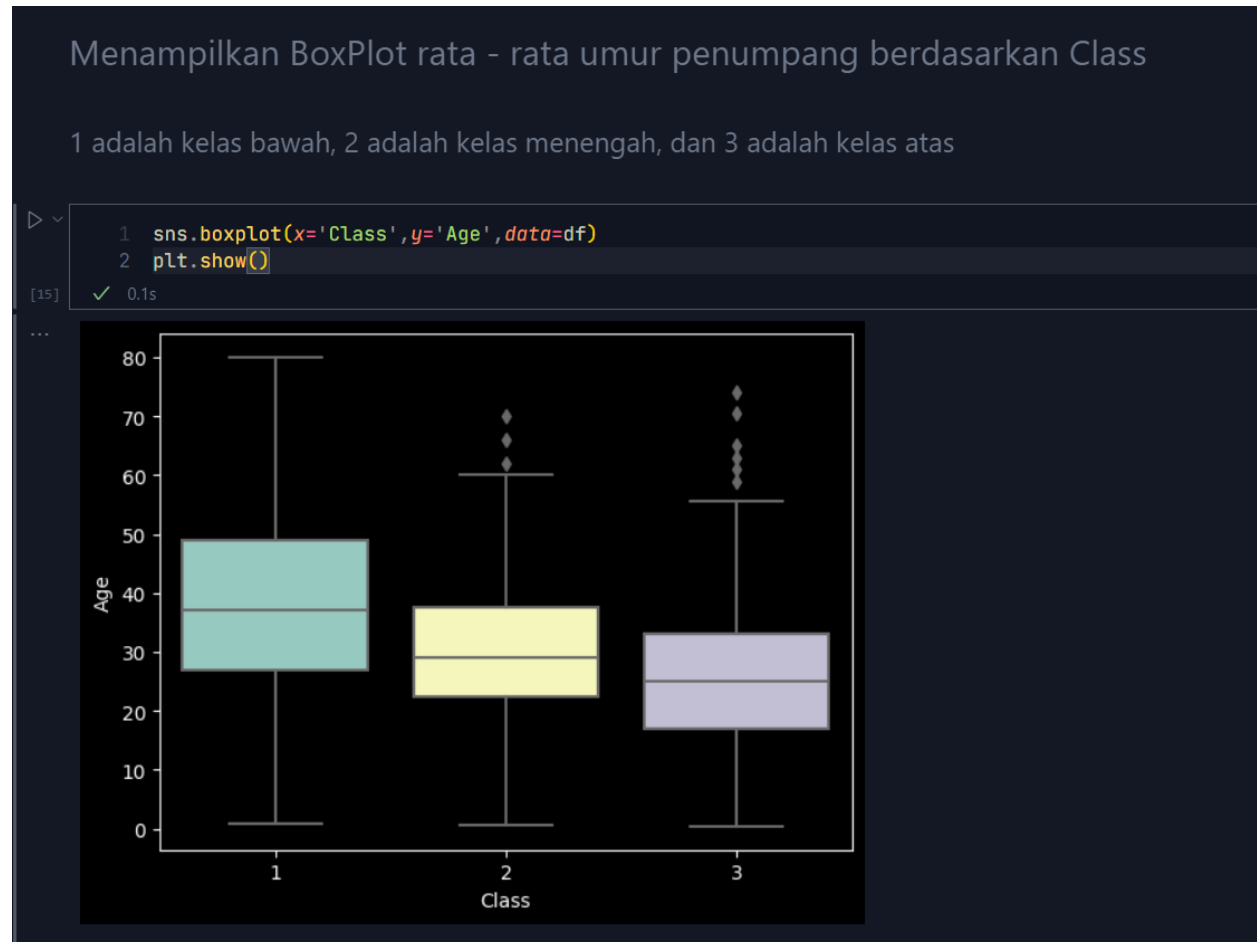 Menampilkan BoxPlot rata - rata umur penumpang berdasarkan Class
1 adalah kelas bawah, 2 adalah kelas menengah, dan 3 adalah kelas atas
1 sns.boxplot(x='Class',y='Age',data=df)
2 plt.show()
[15] ✓ 0.1s
...
80
70
60
50
40
30
20
10
0
Age
1 2 3
Class